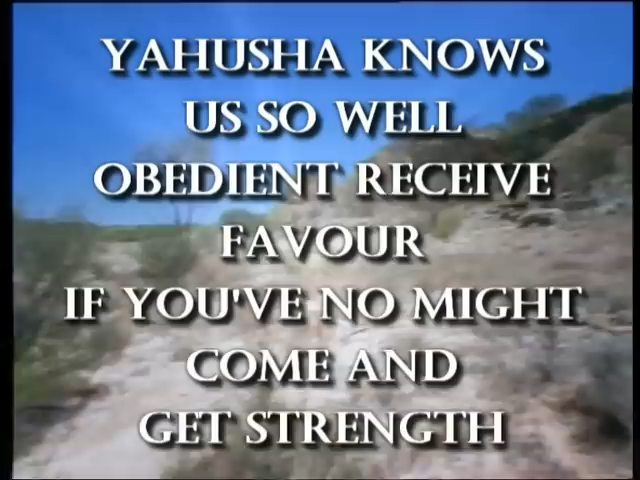 YAHUSHA KNOWS
US SO WELL
OBEDIENT RECEIVE
FAVOUR
IF YOU'VE NO MIGHT
COME AND
GET STRENGTH